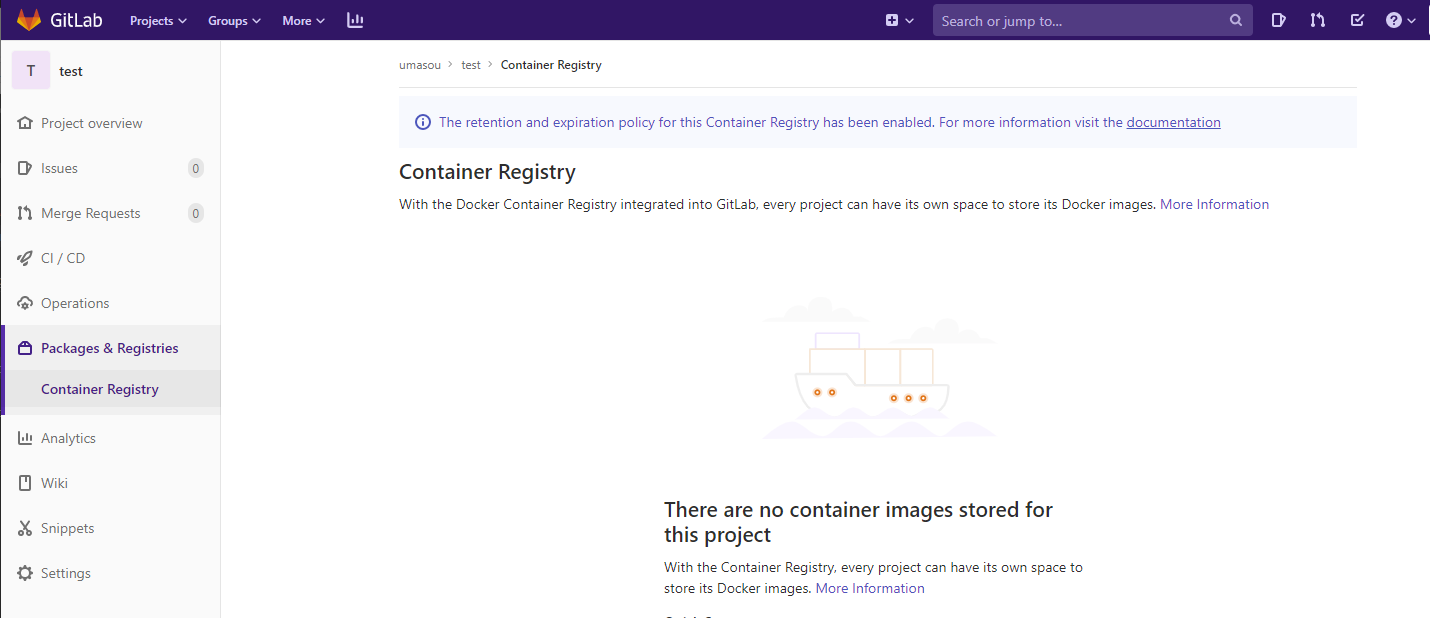 GitLab Projects Groups More Search or jump to...
T test
Project overview
Issues 0
Merge Requests 0
CI / CD
Operations
Packages & Registries
Container Registry
Analytics
Wiki
Snippets
Settings
umasou > test > Container Registry
The retention and expiration policy for this Container Registry has been enabled. For more information visit the documentation
Container Registry
With the Docker Container Registry integrated into GitLab, every project can have its own space to store its Docker images. More Information
There are no container images stored for
this project
With the Container Registry, every project can have its own space to
store its Docker images. More Information